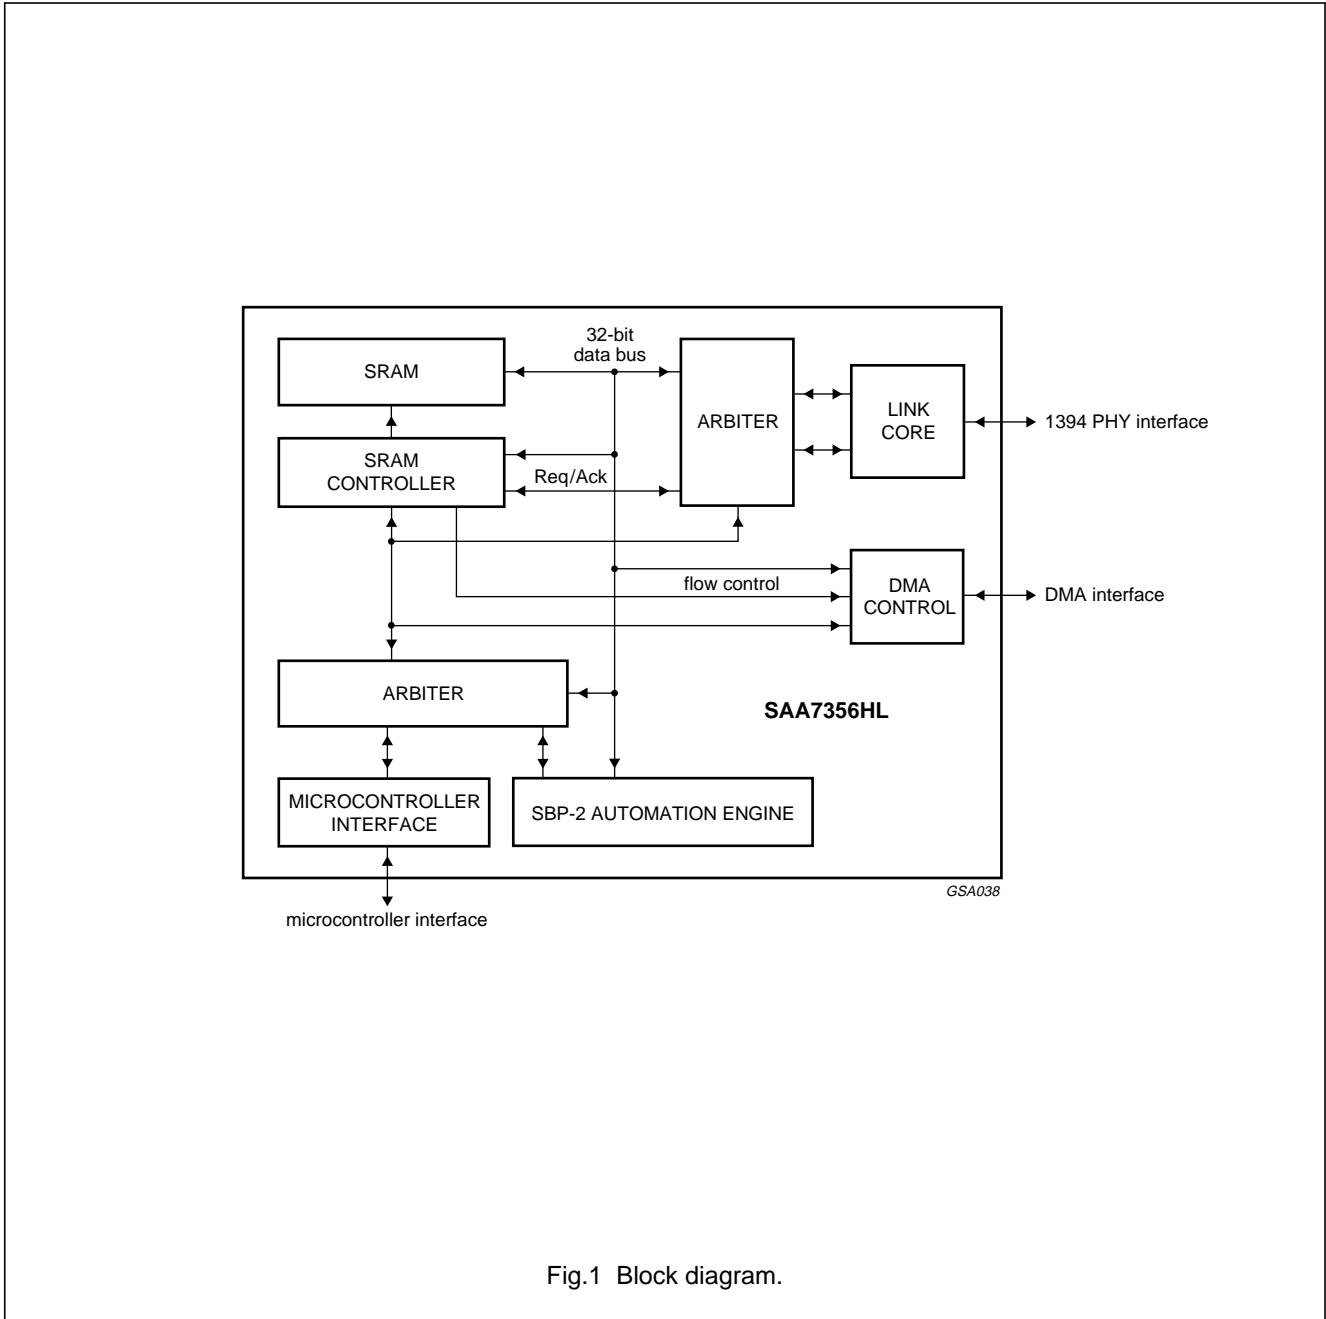 32-bit
data bus
SRAM
ARBITER
LINK
CORE
1394 PHY interface
SRAM
CONTROLLER
Req/Ack
flow control
DMA
CONTROL
DMA interface
ARBITER
SAA7356HL
MICROCONTROLLER
INTERFACE
SBP-2 AUTOMATION ENGINE
GSA038
microcontroller interface
Fig.1 Block diagram.